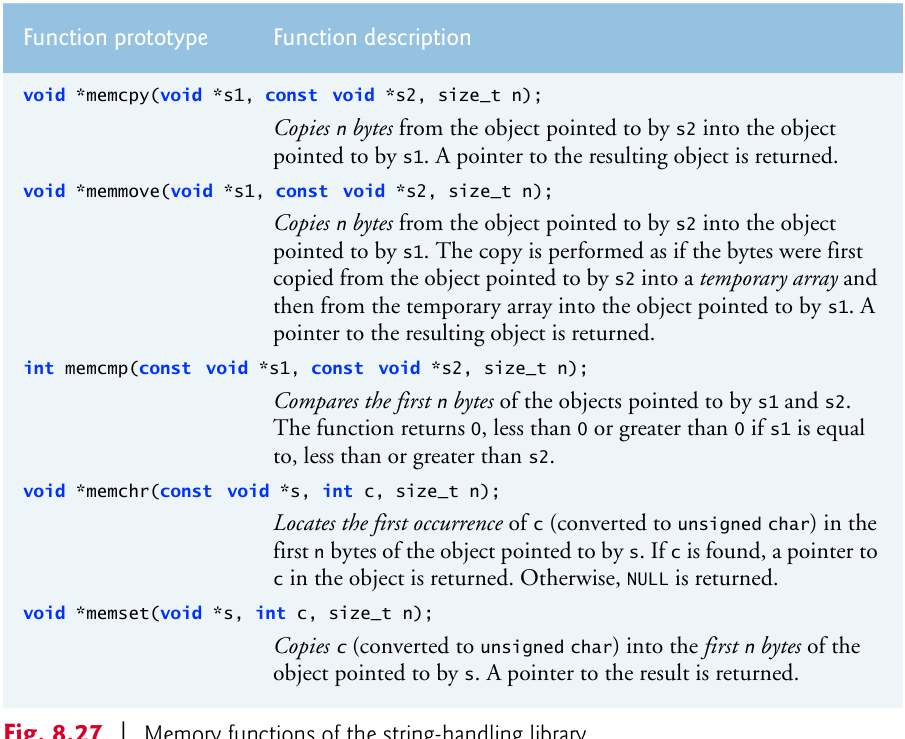 Function prototype Function description
void *memcpy(void *s1, const void *s2, size_t n);
Copies n bytes from the object pointed to by s2 into the object
pointed to by s1. A pointer to the resulting object is returned.
void *memmove(void *s1, const void *s2, size_t n);
Copies n bytes from the object pointed to by s2 into the object
pointed to by s1. The copy is performed as if the bytes were first
copied from the object pointed to by s2 into a temporary array and
then from the temporary array into the object pointed to by s1. A
pointer to the resulting object is returned.
int memcmp(const void *s1, const void *s2, size_t n);
Compares the first n bytes of the objects pointed to by s1 and s2.
The function returns 0, less than 0 or greater than 0 if s1 is equal
to, less than or greater than s2.
void *memchr(const void *s, int c, size_t n);
Locates the first occurrence of c (converted to unsigned char) in the
first n bytes of the object pointed to by s. If c is found, a pointer to
c in the object is returned. Otherwise, NULL is returned.
void *memset(void *s, int c, size_t n);
Copies c (converted to unsigned char) into the first n bytes of the
object pointed to by s. A pointer to the result is returned.
Fig. 8.27 | Memory functions of the string-handling library